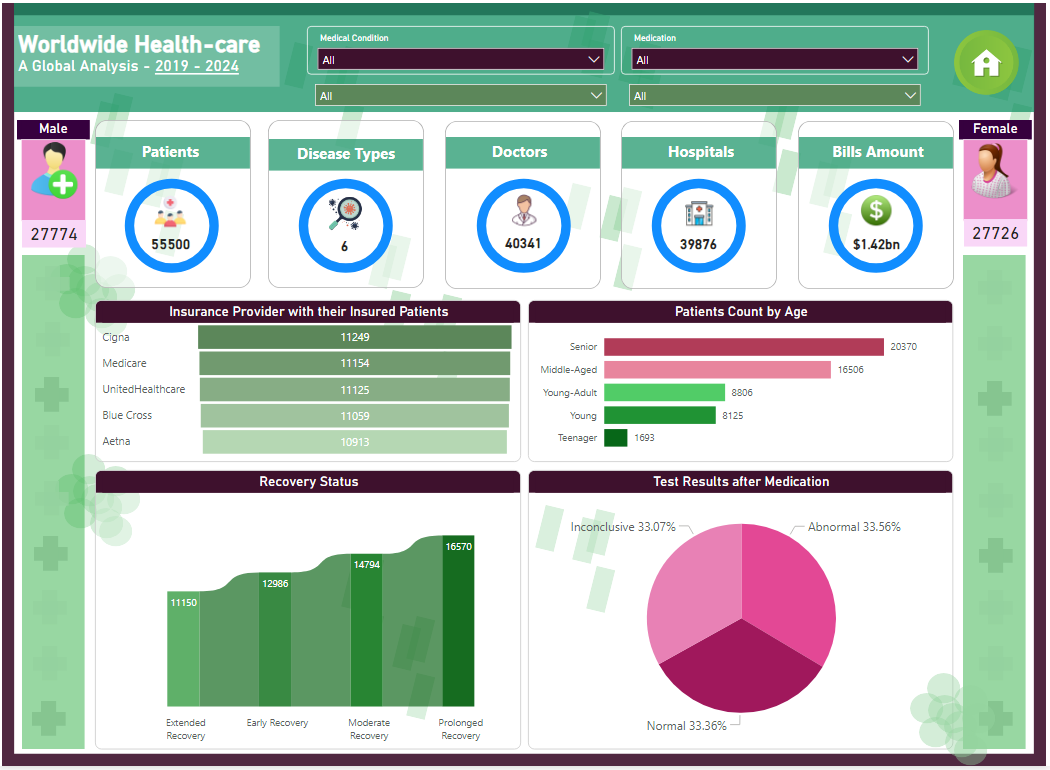 Worldwide Health-care
A Global Analysis - 2019 - 2024
Medical Condition
All
All
Medication
All
All
Male
27774
Female
27726
Patients
55500
Disease Types
6
Doctors
40341
Hospitals
39876
Bills Amount
$1.42bn
Insurance Provider with their Insured Patients
Cigna 11249
Medicare 11154
UnitedHealthcare 11125
Blue Cross 11059
Aetna 10913
Patients Count by Age
Senior 20370
Middle-Aged 16506
Young-Adult 8806
Young 8125
Teenager 1693
Recovery Status
11150
12986
14794
16570
Extended
Recovery
Early Recovery
Moderate
Recovery
Prolonged
Recovery
Test Results after Medication
Inconclusive 33.07%
Abnormal 33.56%
Normal 33.36%